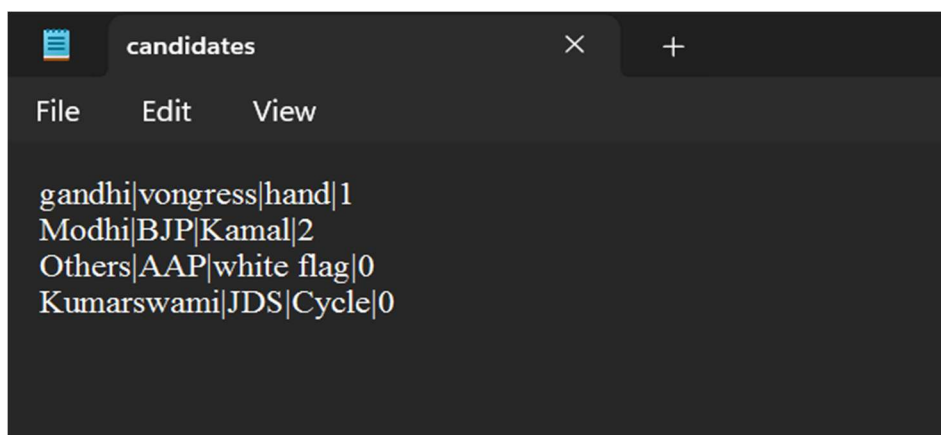 candidates
File Edit View
gandhi|vongress|hand|1
Modhi|BJP|Kamal|2
Others|AAP|white flag|0
Kumarswami|JDS|Cycle|0